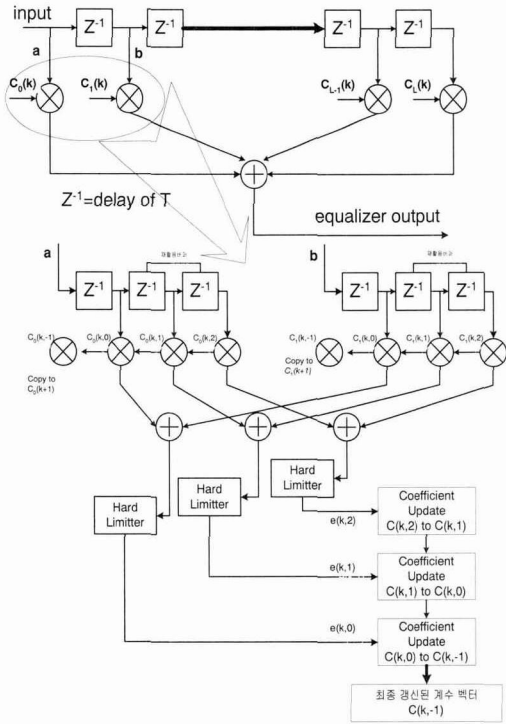 input
Z-1
Z-1
Z-1
Z-1
a
b
C0(k)
C1(k)
CL-1(k)
CL(k)
Z-1=delay of T
equalizer output
a
b
Z-1
Z-1
Z-1
Z-1
Z-1
Z-1
C0(k,-1)
C0(k,0)
C0(k,1)
C0(k,2)
C1(k,-1)
C1(k,0)
C1(k,1)
C1(k,2)
Copy to
C0(k+1)
Copy to
C1(k+1)
Hard
Limitter
Hard
Limitter
Hard
Limitter
e(k,2)
Coefficient
Update
C(k,2) to C(k,1)
e(k,1)
Coefficient
Update
C(k,1) to C(k,0)
e(k,0)
Coefficient
Update
C(k,0) to C(k,-1)
최종 갱신된 계수 벡터
C(k,-1)